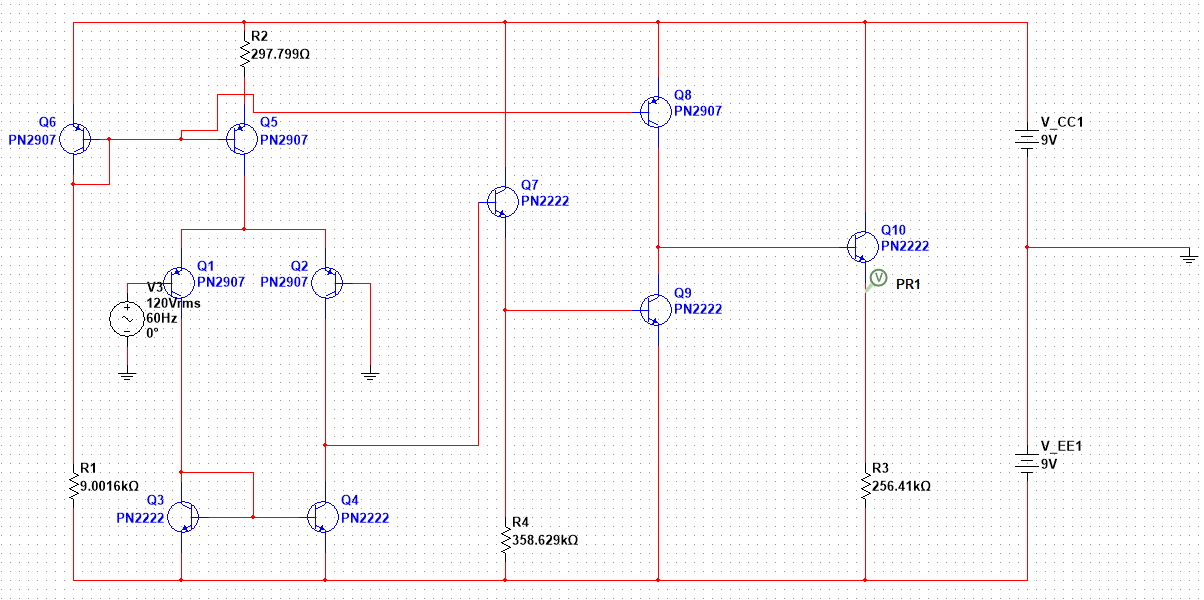 R2
297.799Ω
Q6
PN2907
Q5
PN2907
Q8
PN2907
V_CC1
9V
Q7
PN2222
Q10
PN2222
V
PR1
Q1
PN2907
Q2
PN2907
V3
120Vrms
60Hz
0°
Q9
PN2222
R1
9.0016kΩ
Q3
PN2222
Q4
PN2222
R4
358.629kΩ
R3
256.41kΩ
V_EE1
9V